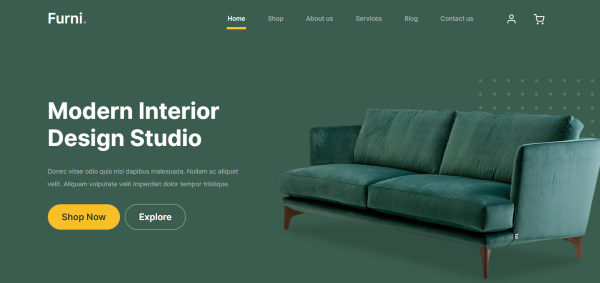 Furni.
Home Shop About us Services Blog Contact us
Modern Interior
Design Studio
Donec vitae odio quis nisl dapibus malesuada. Nullam ac aliquet
velit. Aliquam vulputate velit imperdiet dolor tempor tristique.
Shop Now Explore